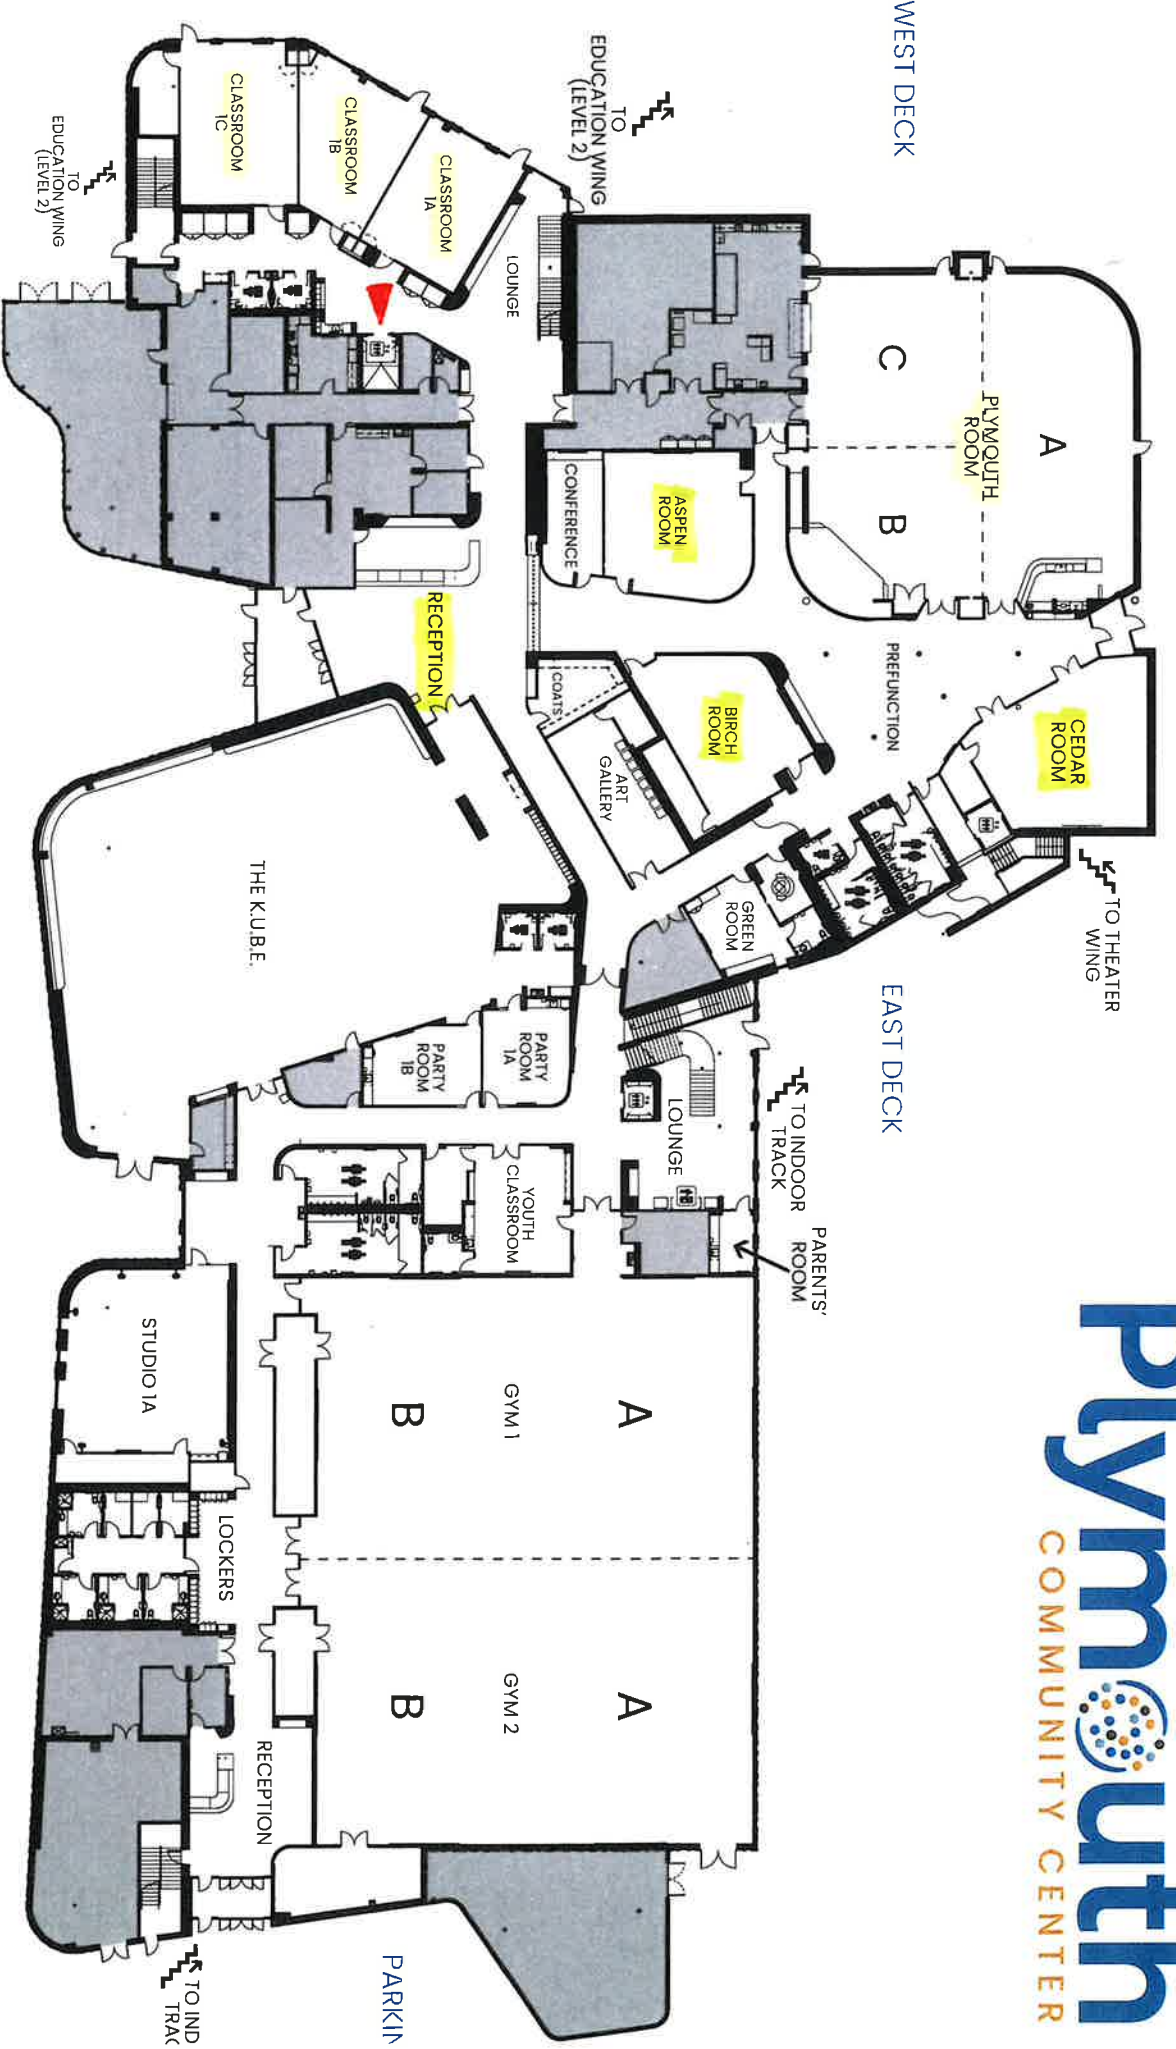 WEST DECK
TO
EDUCATION WING
(LEVEL 2)
TO
EDUCATION WING
(LEVEL 2)
CLASSROOM
1C
CLASSROOM
1B
CLASSROOM
1A
LOUNGE
C
A
B
PLYMOUTH
ROOM
ASPEN
ROOM
CONFERENCE
RECEPTION
COATS
BIRCH
ROOM
ART
GALLERY
PREFUNCTION
CEDAR
ROOM
TO THEATER
WING
GREEN
ROOM
EAST DECK
THE K.U.B.E.
PARTY
ROOM
1A
PARTY
ROOM
1B
LOUNGE
TO INDOOR
TRACK
PARENTS'
ROOM
YOUTH
CLASSROOM
STUDIO 1A
LOCKERS
GYM 1
A
B
GYM 2
A
B
RECEPTION
TO IND
TRAC
PARKIN
Plymouth
COMMUNITY CENTER